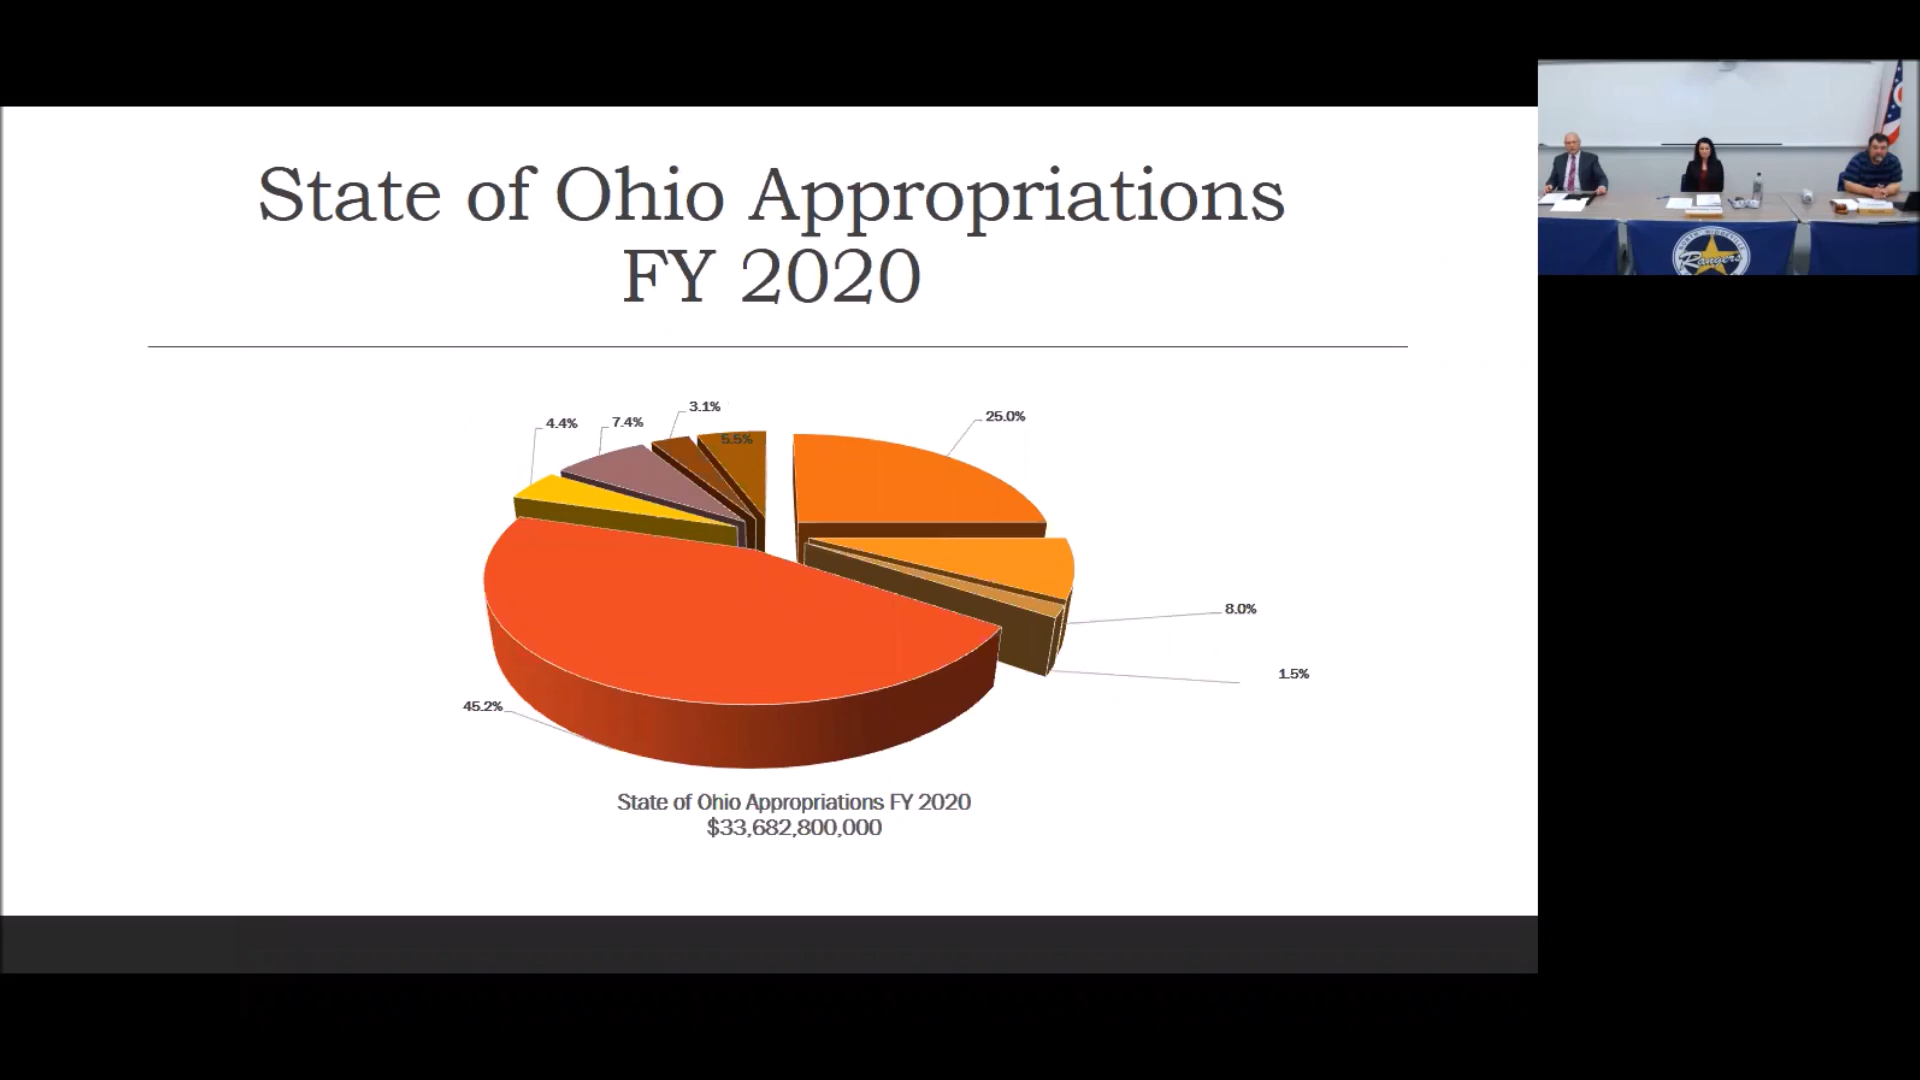 State of Ohio Appropriations
FY 2020
3.1%
25.0%
4.4%
7.4%
5.5%
8.0%
1.5%
45.2%
State of Ohio Appropriations FY 2020
$33,682,800,000
Rangers